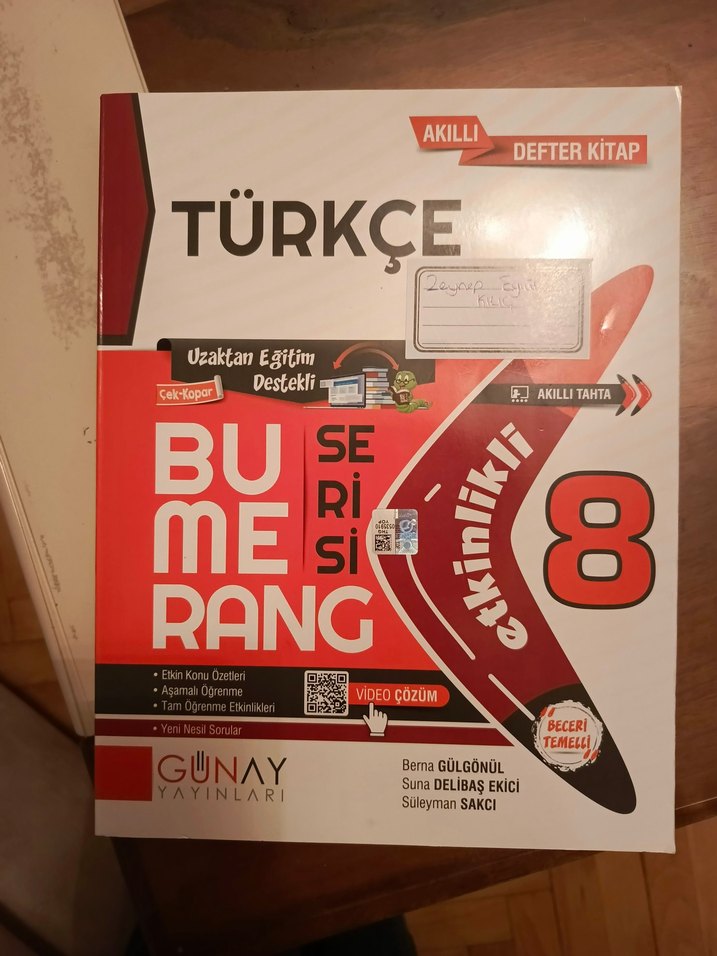 AKILLI
DEFTER KİTAP
TÜRKÇE
Zeynep
KILIÇ
Uzaktan Eğitim
Destekli
Çek-Kopar
AKILLI TAHTA
BU
ME
RANG
SE
Rİ
Sİ
etkinlikli
8
• Etkin Konu Özetleri
• Aşamalı Öğrenme
• Tam Öğrenme Etkinlikleri
• Yeni Nesil Sorular
VİDEO ÇÖZÜM
BECERİ
TEMELLİ
GÜNAY
YAYINLARI
Berna GÜLGÖNÜL
Suna DELİBAŞ EKİCİ
Süleyman SAKCI